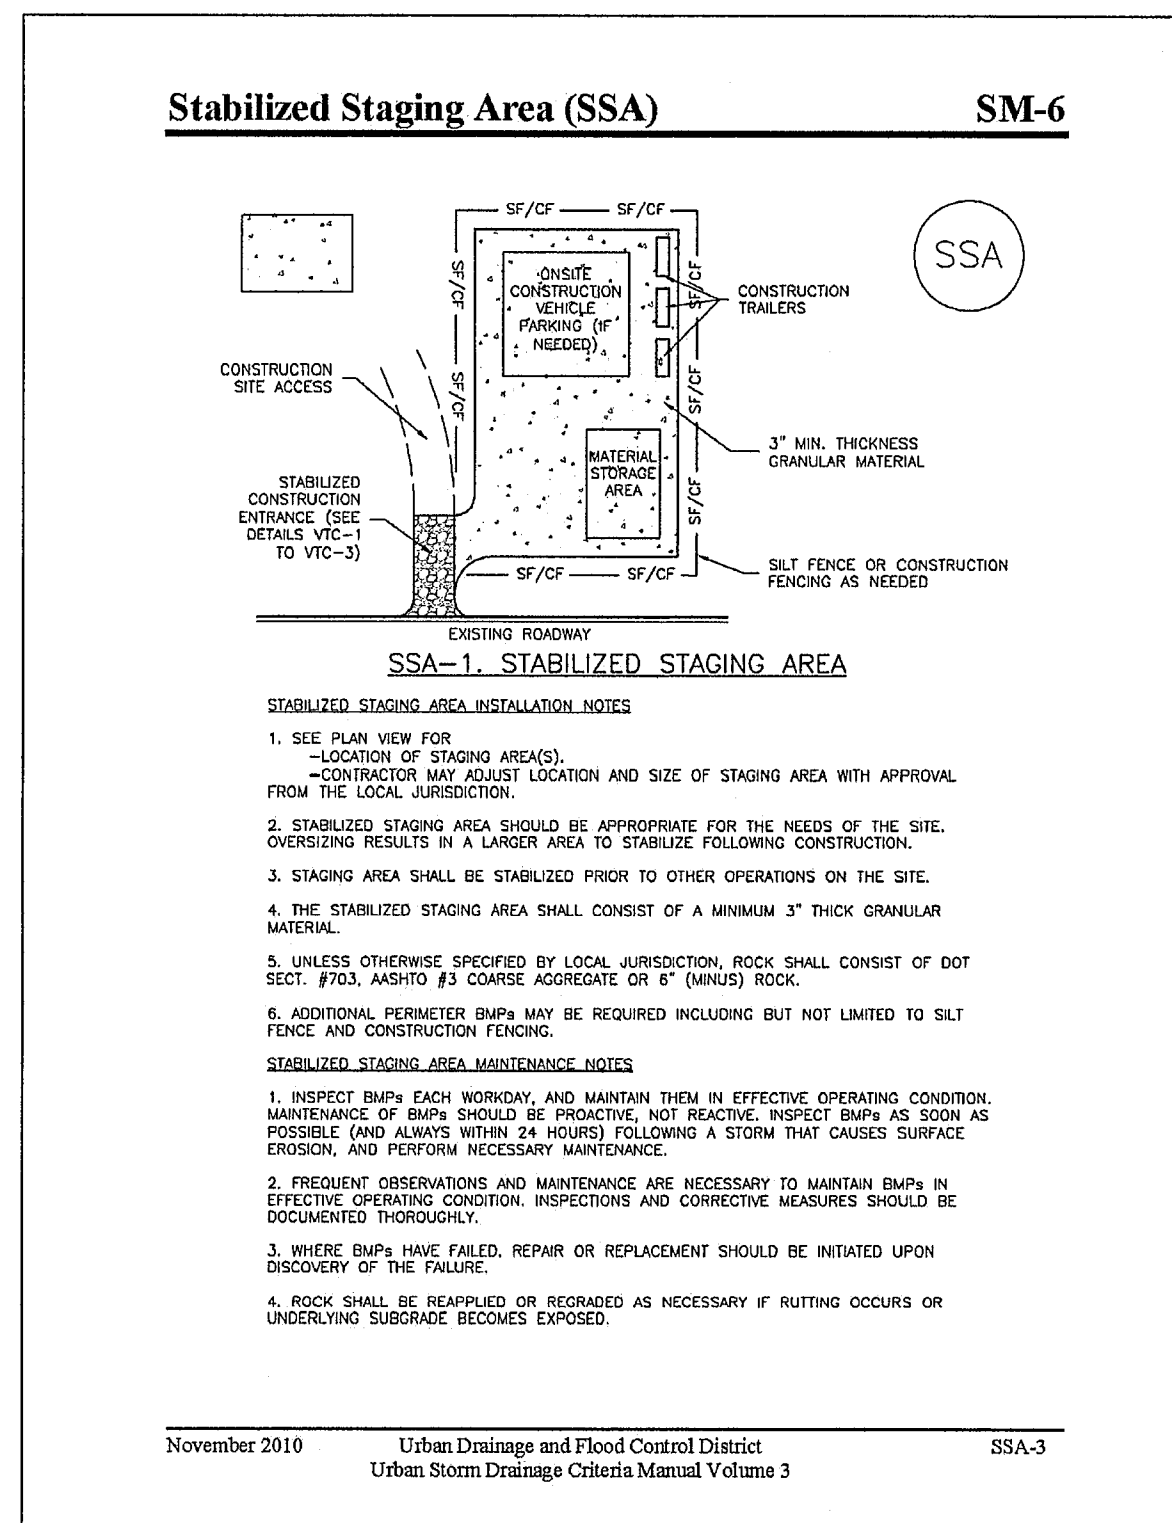 Stabilized Staging Area (SSA) SM-6
SF/CF SF/CF
SSA
SF/CF
SF/CF
ONSITE
CONSTRUCTION
VEHICLE
PARKING (IF
NEEDED)
CONSTRUCTION
TRAILERS
CONSTRUCTION
SITE ACCESS
SF/CF
SF/CF
3" MIN. THICKNESS
GRANULAR MATERIAL
MATERIAL
STORAGE
AREA
STABILIZED
CONSTRUCTION
ENTRANCE (SEE
DETAILS VTC-1
TO VTC-3)
SF/CF
SF/CF SF/CF
SILT FENCE OR CONSTRUCTION
FENCING AS NEEDED
EXISTING ROADWAY
SSA-1. STABILIZED STAGING AREA
STABILIZED STAGING AREA INSTALLATION NOTES
1. SEE PLAN VIEW FOR
-LOCATION OF STAGING AREA(S).
-CONTRACTOR MAY ADJUST LOCATION AND SIZE OF STAGING AREA WITH APPROVAL
FROM THE LOCAL JURISDICTION.
2. STABILIZED STAGING AREA SHOULD BE APPROPRIATE FOR THE NEEDS OF THE SITE.
OVERSIZING RESULTS IN A LARGER AREA TO STABILIZE FOLLOWING CONSTRUCTION.
3. STAGING AREA SHALL BE STABILIZED PRIOR TO OTHER OPERATIONS ON THE SITE.
4. THE STABILIZED STAGING AREA SHALL CONSIST OF A MINIMUM 3" THICK GRANULAR
MATERIAL.
5. UNLESS OTHERWISE SPECIFIED BY LOCAL JURISDICTION, ROCK SHALL CONSIST OF DOT
SECT. #703, AASHTO #3 COARSE AGGREGATE OR 6" (MINUS) ROCK.
6. ADDITIONAL PERIMETER BMPs MAY BE REQUIRED INCLUDING BUT NOT LIMITED TO SILT
FENCE AND CONSTRUCTION FENCING.
STABILIZED STAGING AREA MAINTENANCE NOTES
1. INSPECT BMPs EACH WORKDAY, AND MAINTAIN THEM IN EFFECTIVE OPERATING CONDITION.
MAINTENANCE OF BMPs SHOULD BE PROACTIVE, NOT REACTIVE. INSPECT BMPs AS SOON AS
POSSIBLE (AND ALWAYS WITHIN 24 HOURS) FOLLOWING A STORM THAT CAUSES SURFACE
EROSION, AND PERFORM NECESSARY MAINTENANCE.
2. FREQUENT OBSERVATIONS AND MAINTENANCE ARE NECESSARY TO MAINTAIN BMPs IN
EFFECTIVE OPERATING CONDITION. INSPECTIONS AND CORRECTIVE MEASURES SHOULD BE
DOCUMENTED THOROUGHLY.
3. WHERE BMPs HAVE FAILED, REPAIR OR REPLACEMENT SHOULD BE INITIATED UPON
DISCOVERY OF THE FAILURE.
4. ROCK SHALL BE REAPPLIED OR REGRADED AS NECESSARY IF RUTTING OCCURS OR
UNDERLYING SUBGRADE BECOMES EXPOSED.
November 2010 Urban Drainage and Flood Control District SSA-3
Urban Storm Drainage Criteria Manual Volume 3